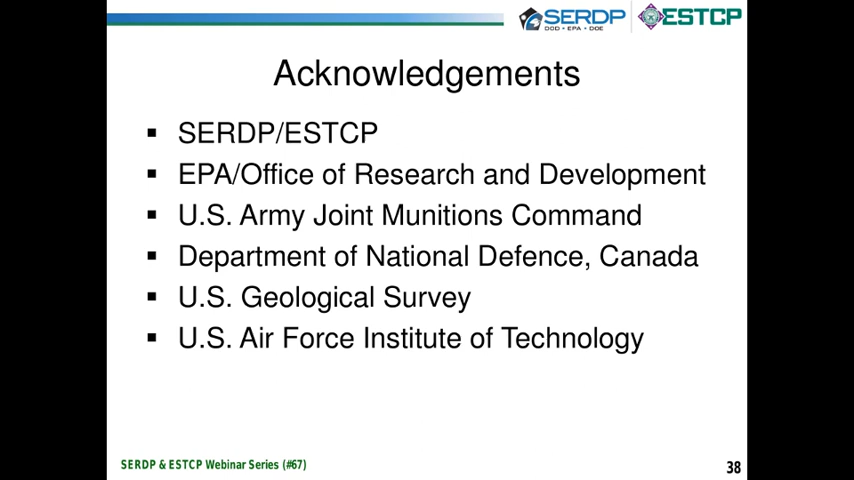 SERDP
DOD • EPA • DOE
ESTCP
Acknowledgements
▪ SERDP/ESTCP
▪ EPA/Office of Research and Development
▪ U.S. Army Joint Munitions Command
▪ Department of National Defence, Canada
▪ U.S. Geological Survey
▪ U.S. Air Force Institute of Technology
SERDP & ESTCP Webinar Series (#67)
38